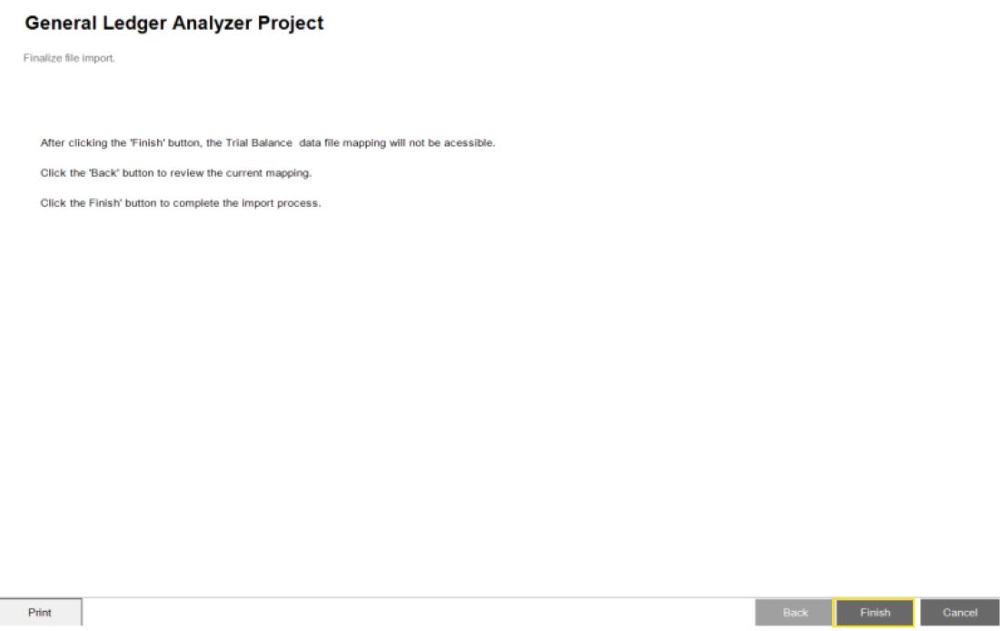 General Ledger Analyzer Project
Finalize file import.
After clicking the 'Finish' button, the Trial Balance  data file mapping will not be acessible.
Click the 'Back' button to review the current mapping.
Click the Finish' button to complete the import process.
Print
Back
Finish
Cancel